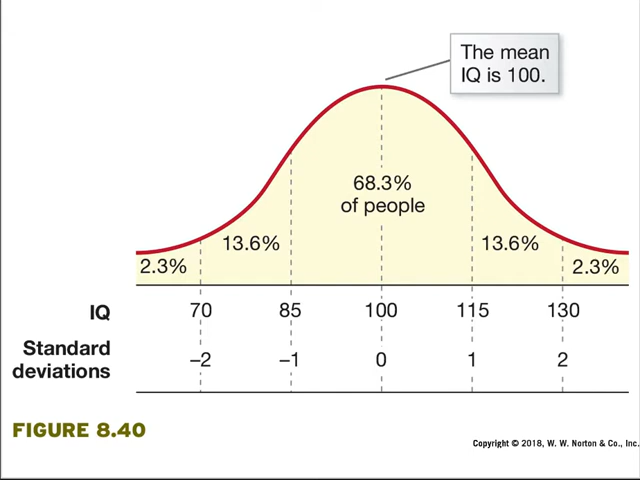 The mean
IQ is 100.
68.3%
of people
13.6%
13.6%
2.3%
2.3%
IQ 70 85 100 115 130
Standard
deviations –2 –1 0 1 2
FIGURE 8.40
Copyright © 2018, W. W. Norton & Co., Inc.